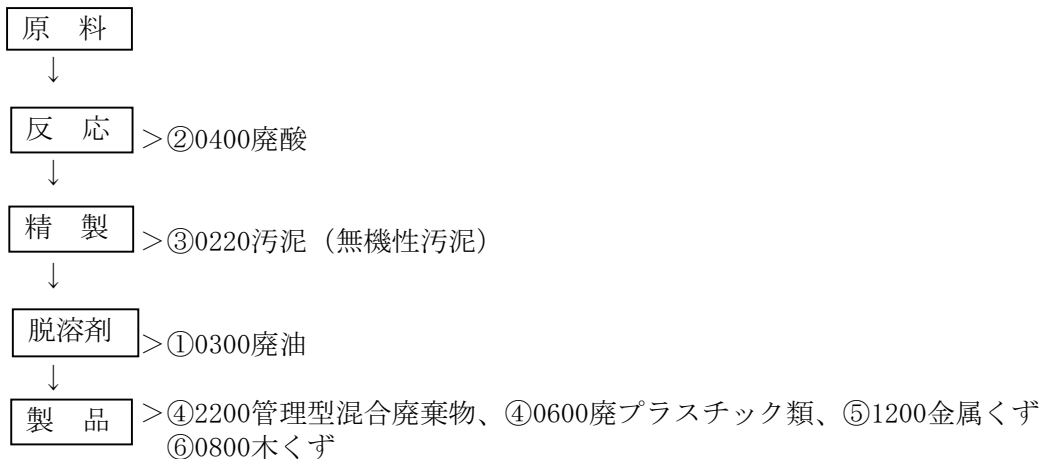 原　料
↓
反　応 ＞②0400廃酸
↓
精　製 ＞③0220汚泥（無機性汚泥）
↓
脱溶剤 ＞①0300廃油
↓
製　品 ＞④2200管理型混合廃棄物、④0600廃プラスチック類、⑤1200金属くず
⑥0800木くず